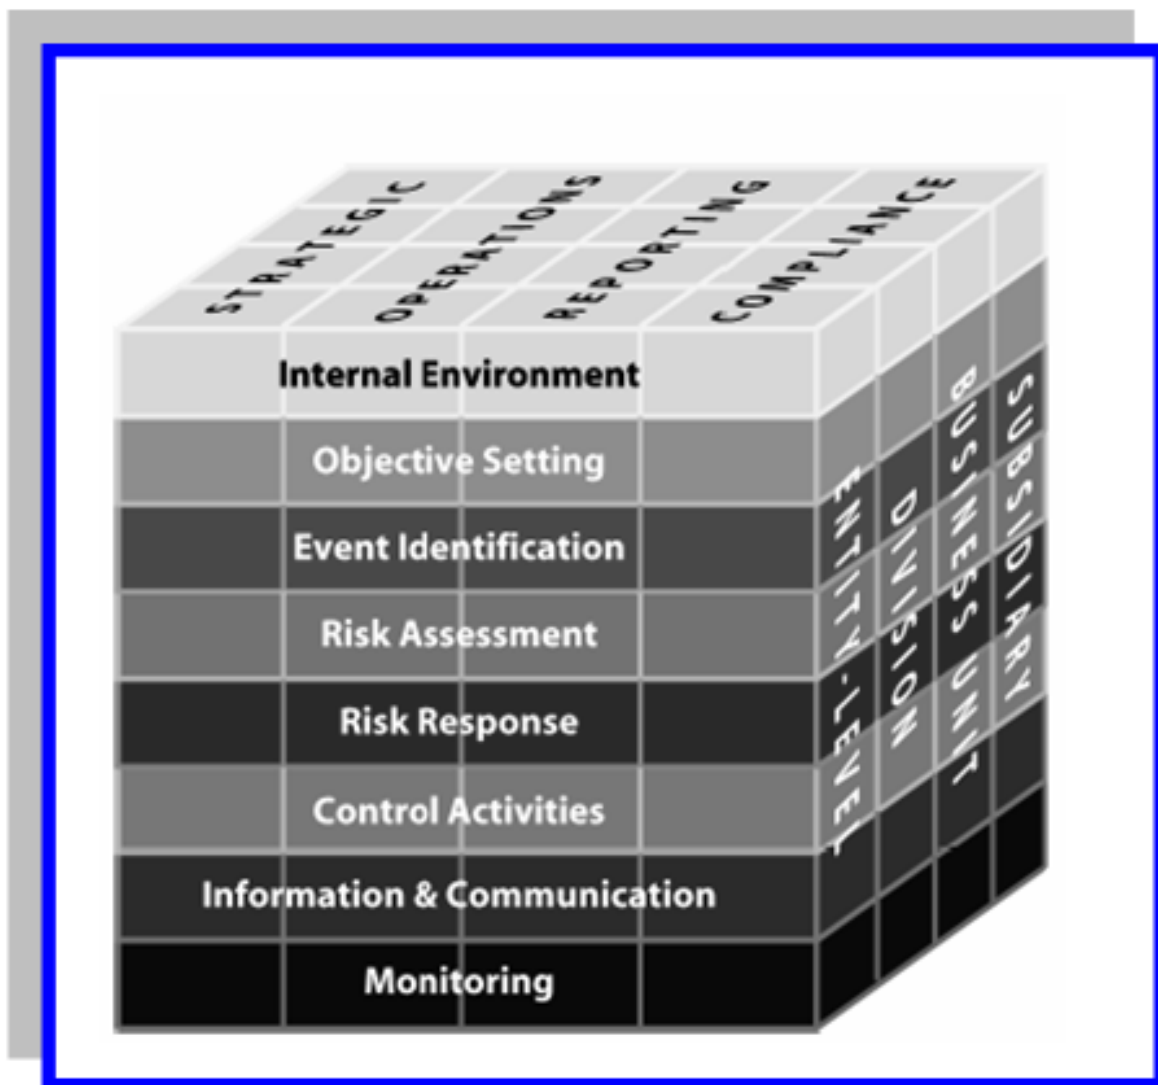 STRATEGIC
OPERATIONS
REPORTING
COMPLIANCE
Internal Environment
Objective Setting
Event Identification
Risk Assessment
Risk Response
Control Activities
Information & Communication
Monitoring
ENTITY-LEVEL
DIVISION
BUSINESS UNIT
SUBSIDIARY